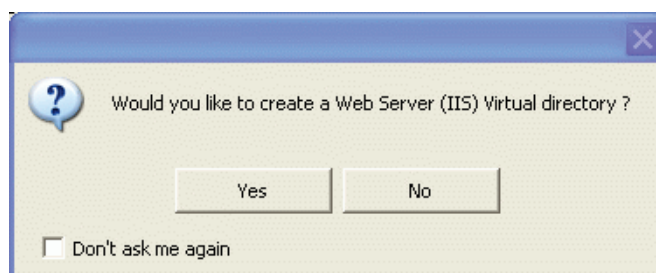 Would you like to create a Web Server (IIS) Virtual directory ?
Yes
No
Don't ask me again